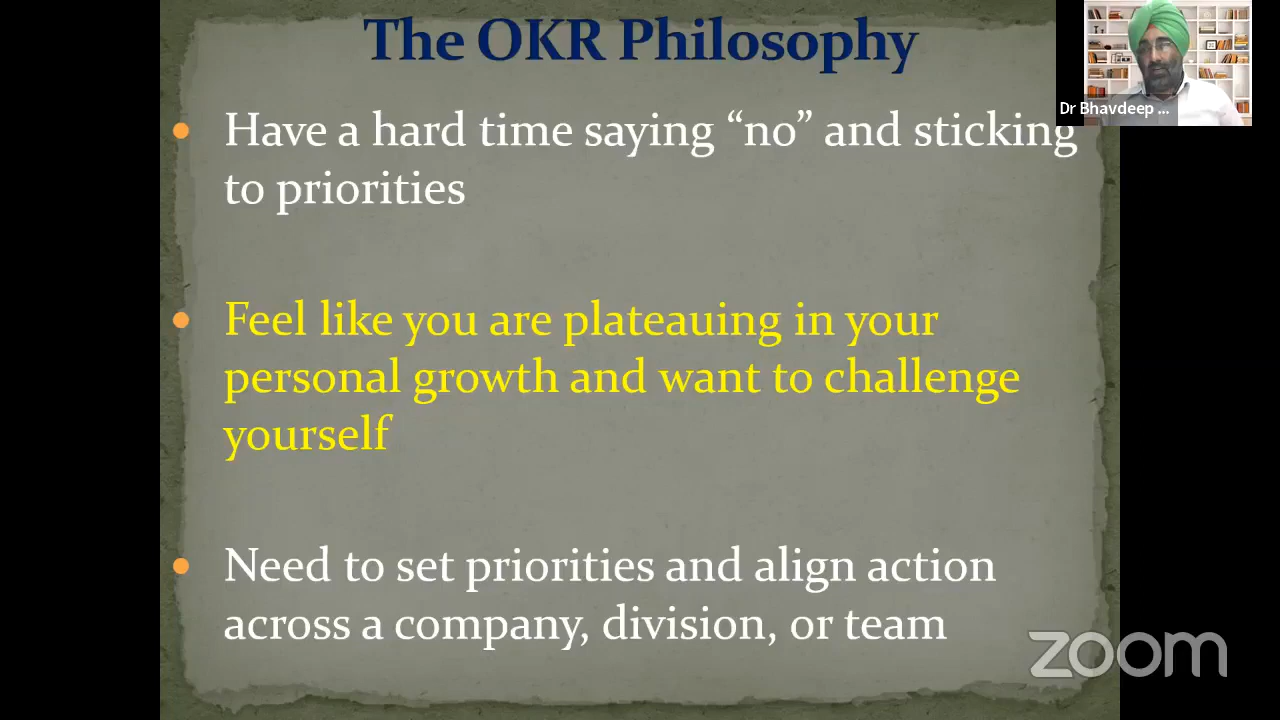 The OKR Philosophy
Dr Bhavdeep ...
Have a hard time saying “no” and sticking
to priorities
Feel like you are plateauing in your
personal growth and want to challenge
yourself
Need to set priorities and align action
across a company, division, or team
zoom